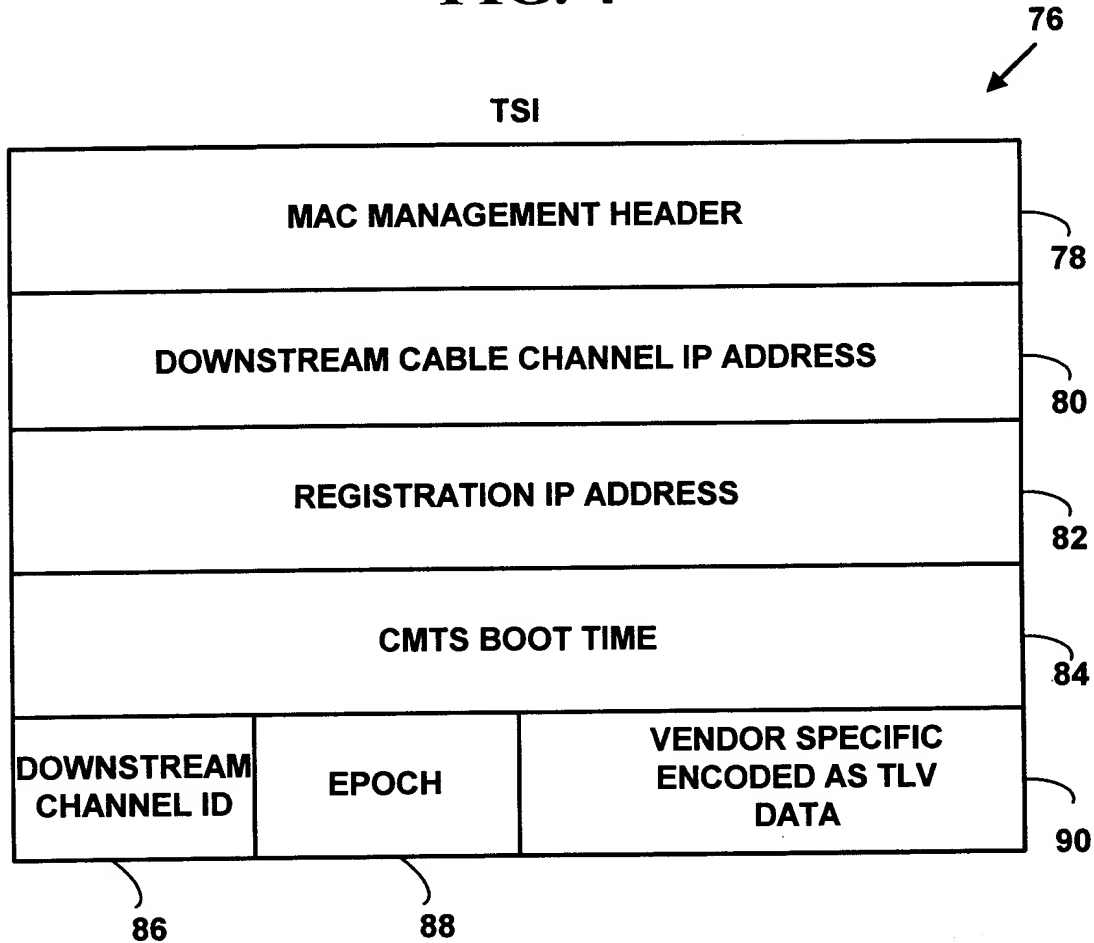 76
TSI
MAC MANAGEMENT HEADER
78
DOWNSTREAM CABLE CHANNEL IP ADDRESS
80
REGISTRATION IP ADDRESS
82
CMTS BOOT TIME
84
DOWNSTREAM
CHANNEL ID
EPOCH
VENDOR SPECIFIC
ENCODED AS TLV
DATA
90
86
88